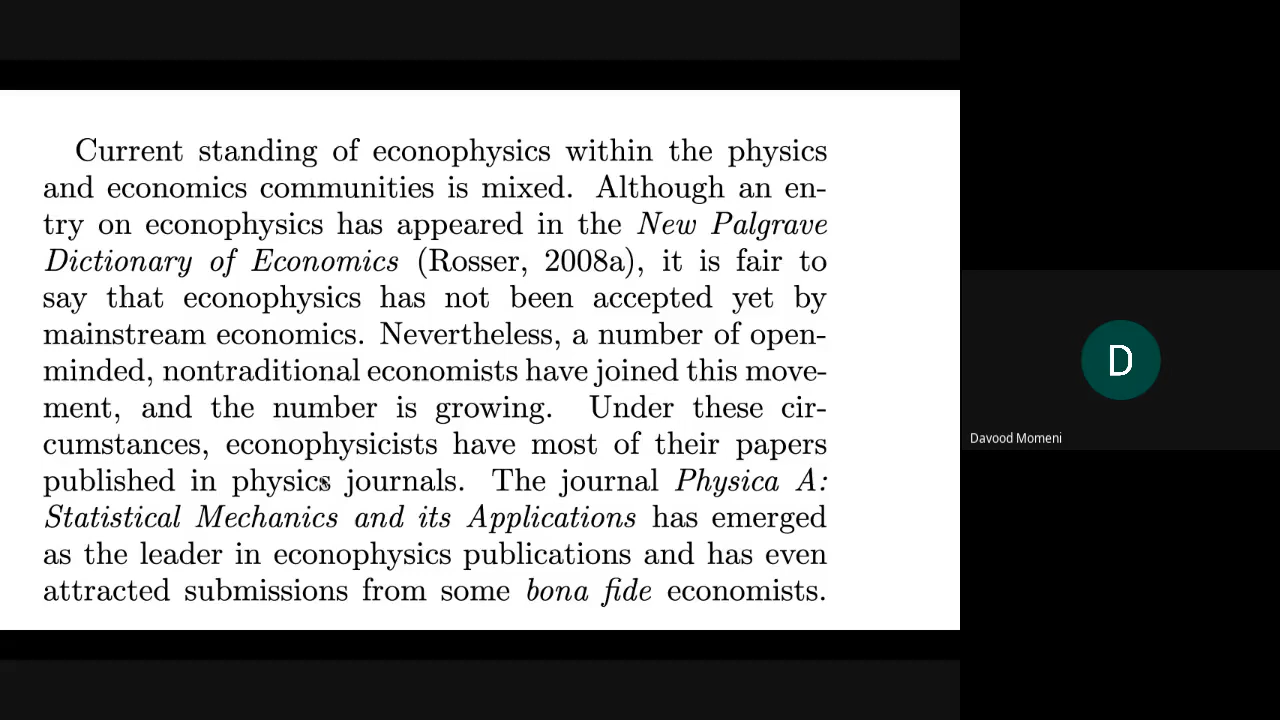 Current standing of econophysics within the physics
and economics communities is mixed. Although an en-
try on econophysics has appeared in the New Palgrave
Dictionary of Economics (Rosser, 2008a), it is fair to
say that econophysics has not been accepted yet by
mainstream economics. Nevertheless, a number of open-
minded, nontraditional economists have joined this move-
ment, and the number is growing. Under these cir-
cumstances, econophysicists have most of their papers
published in physics journals. The journal Physica A:
Statistical Mechanics and its Applications has emerged
as the leader in econophysics publications and has even
attracted submissions from some bona fide economists.
D
Davood Momeni